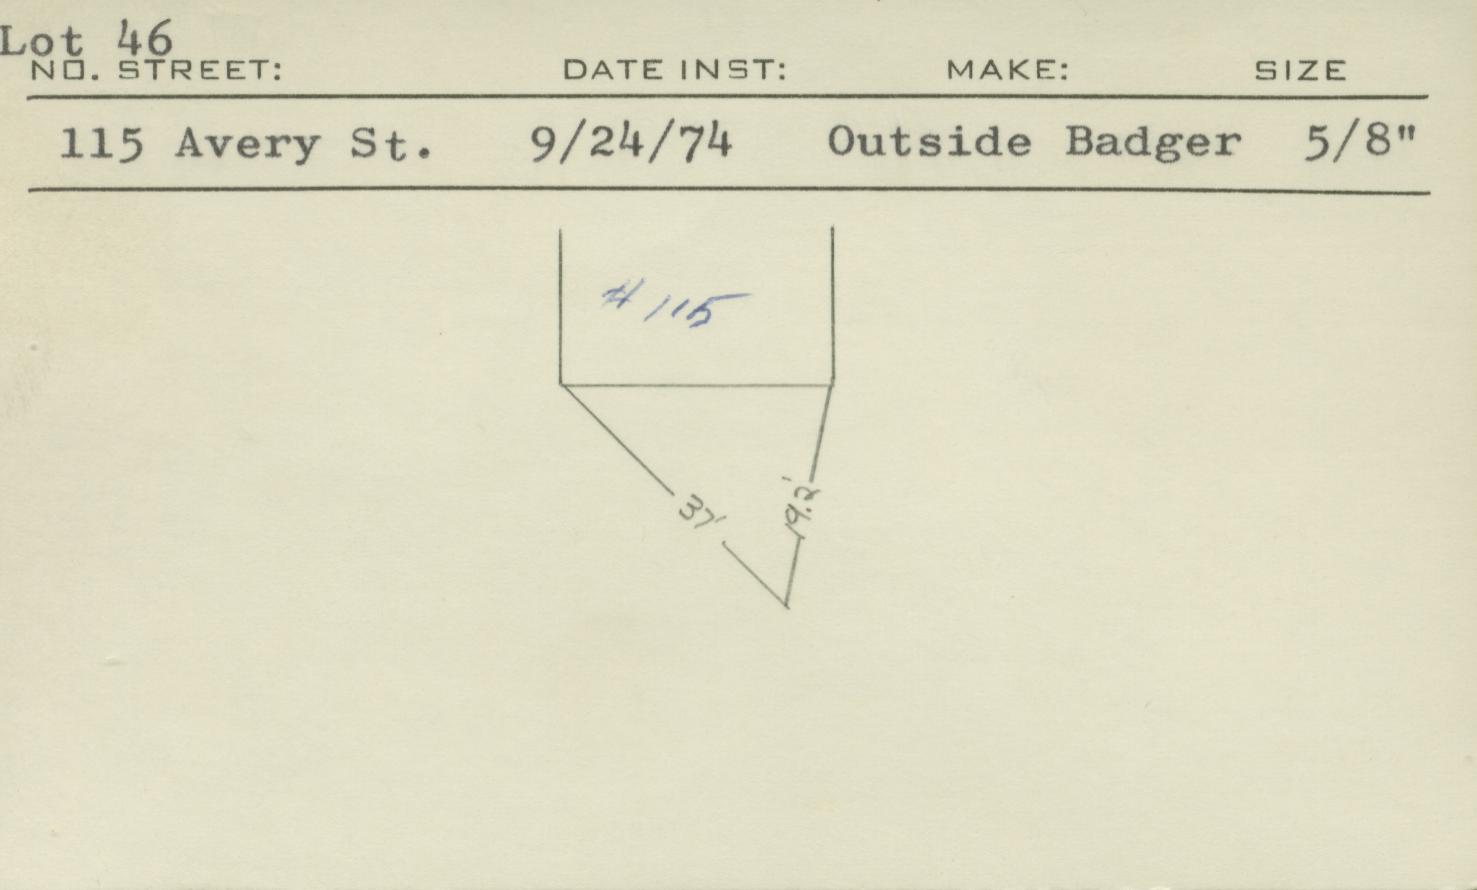 Lot 46
NO. STREET: DATE INST: MAKE: SIZE
115 Avery St. 9/24/74 Outside Badger 5/8"
# 115
37'
19.2'